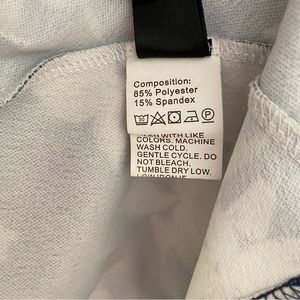 Composition:
85% Polyester
15% Spandex
WITH LIKE
COLORS. MACHINE
WASH COLD.
GENTLE CYCLE. DO
NOT BLEACH.
TUMBLE DRY LOW.